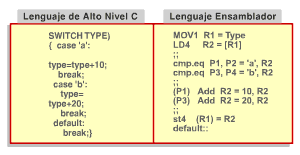 Lenguaje de Alto Nivel C
SWITCH TYPE)
{ case 'a':
type=type+10;
break;
case 'b':
type=
type+20;
break;
default:
break;}
Lenguaje Ensamblador
MOV1 R1 = Type
LD4 R2 = [R1]
;;
cmp.eq P1, P2 = 'a', R2
cmp.eq P3, P4 = 'b', R2
;;
(P1) Add R2 = 10, R2
(P3) Add R2 = 20, R2
;;
st4 (R1) = R2
default::